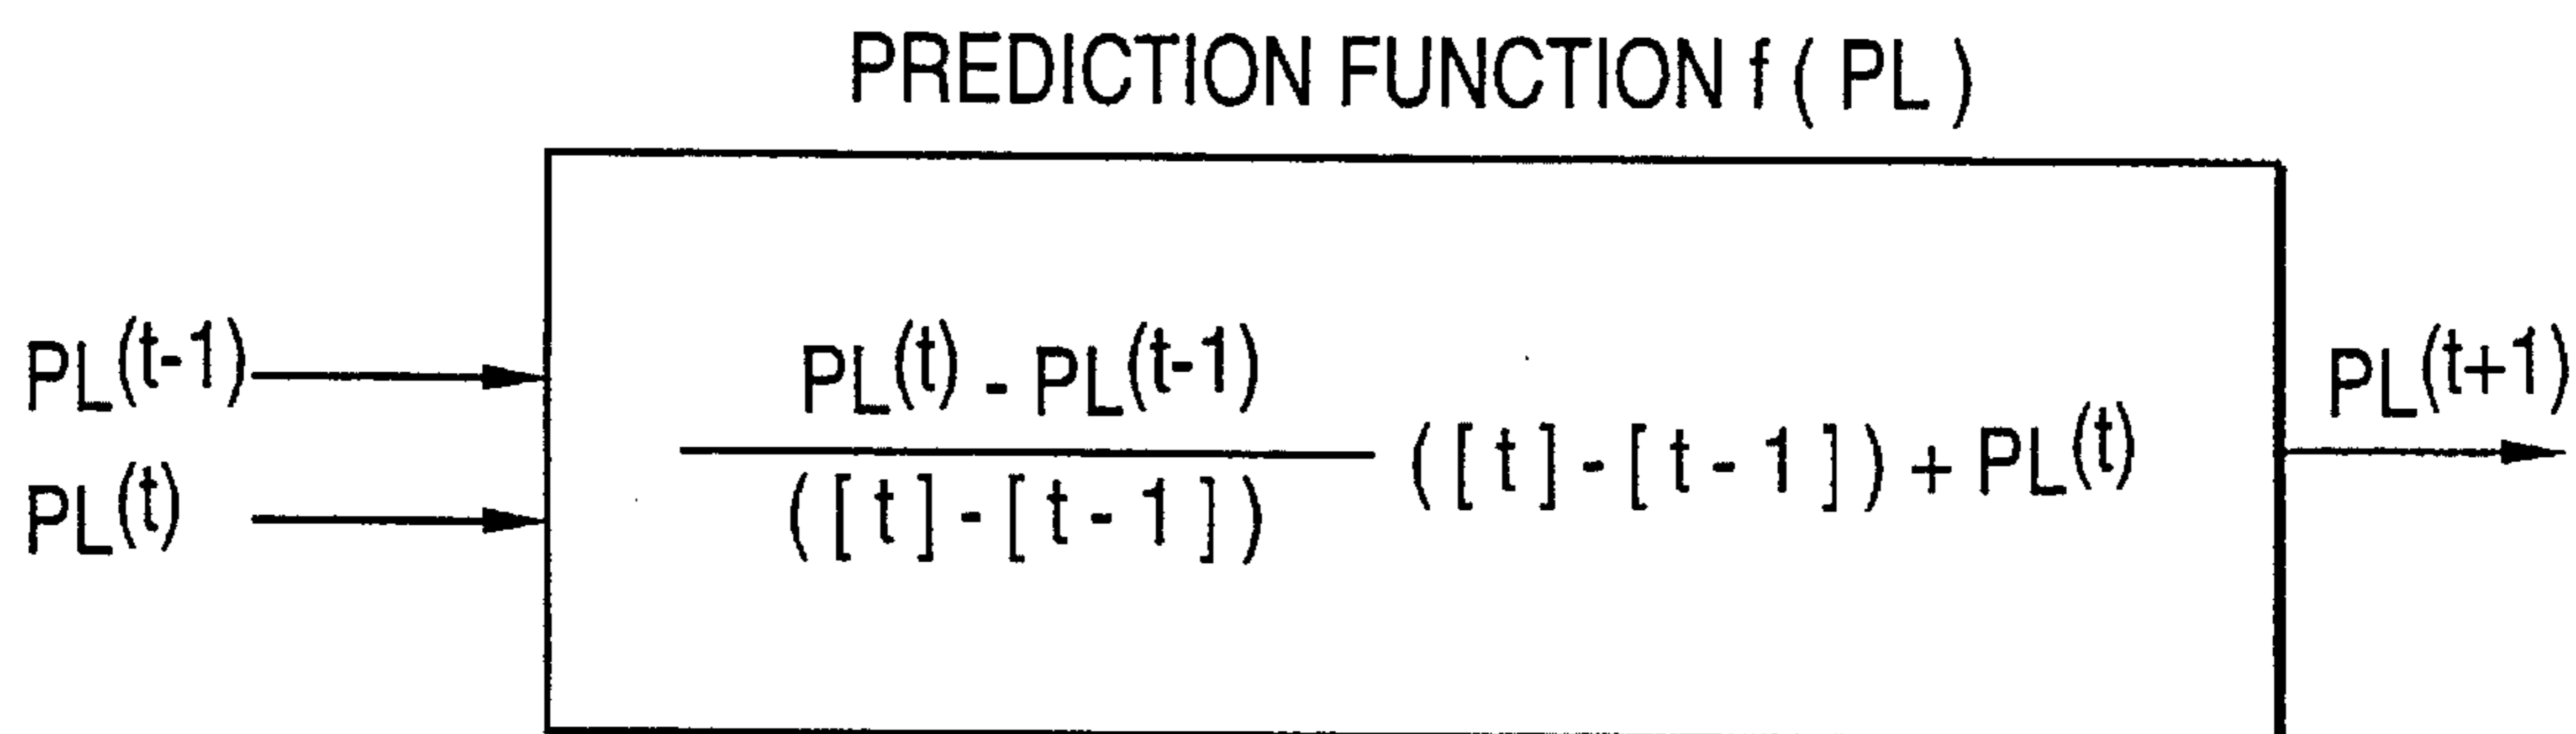 PREDICTION FUNCTION f ( PL )
PL(t-1)
PL(t)
PL(t) - PL(t-1)
([ t ] - [ t - 1 ])
([ t ] - [ t - 1 ]) + PL(t)
PL(t+1)